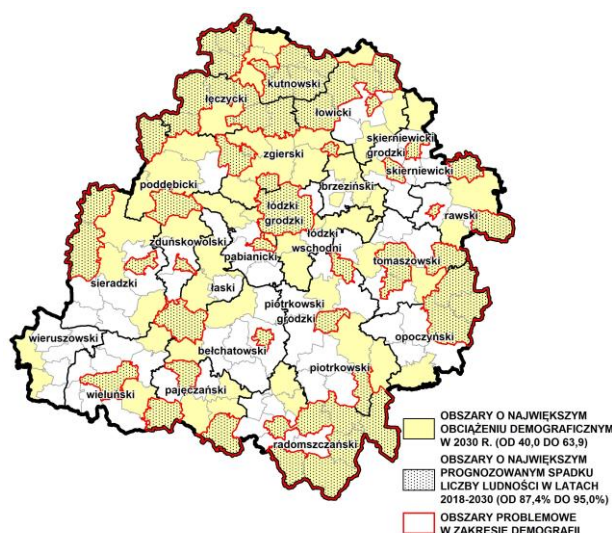 kutnowski
łęczycki
łowicki
skierniewicki
grodzki
zgierski
skierniewicki
brzeziński
poddębicki
rawski
łódzki
grodzki
łódzki
wschodni
zduńskowolski
pabianicki
tomaszowski
sieradzki
łaski
piotrkowski
grodzki
wieruszowski
opoczyński
bełchatowski
piotrkowski
wieluński
pajęczański
radomszczański
OBSZARY O NAJWIĘKSZYM
OBCIĄŻENIU DEMOGRAFICZNYM
W 2030 R. (OD 40,0 DO 63,9)
OBSZARY O NAJWIĘKSZYM
PROGNOZOWANYM SPADKU
LICZBY LUDNOŚCI W LATACH
2018-2030 (OD 87,4% DO 95,0%)
OBSZARY PROBLEMOWE
W ZAKRESIE DEMOGRAFII